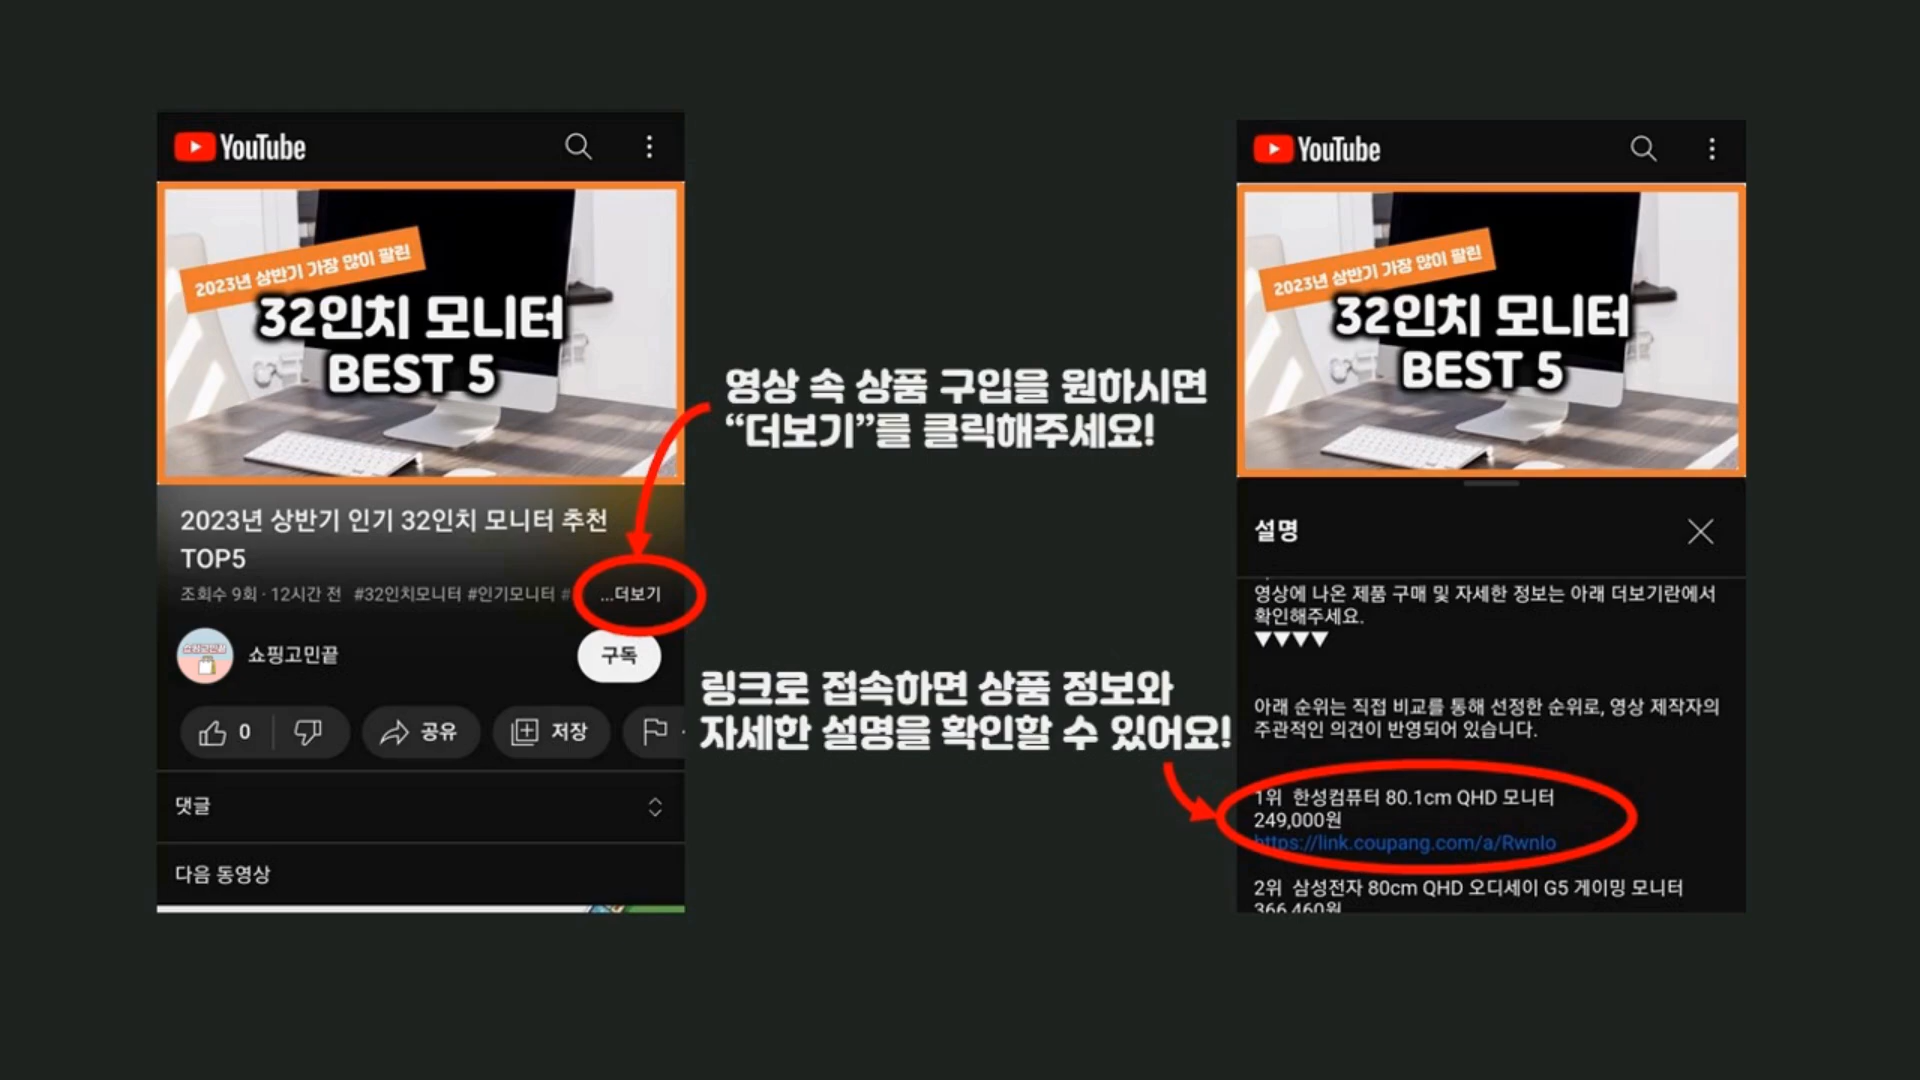 YouTube
2023년 상반기 가장 많이 팔린
32인치 모니터
BEST 5
2023년 상반기 인기 32인치 모니터 추천
TOP5
조회수 9회 · 12시간 전 #32인치모니터 #인기모니터 # ...더보기
쇼핑고민끝
쇼핑고민끝
구독
0
공유
저장
댓글
다음 동영상
영상 속 상품 구입을 원하시면
“더보기”를 클릭해주세요!
링크로 접속하면 상품 정보와
자세한 설명을 확인할 수 있어요!
YouTube
2023년 상반기 가장 많이 팔린
32인치 모니터
BEST 5
설명
영상에 나온 제품 구매 및 자세한 정보는 아래 더보기란에서
확인해주세요.
▼▼▼▼
아래 순위는 직접 비교를 통해 선정한 순위로, 영상 제작자의
주관적인 의견이 반영되어 있습니다.
1위 한성컴퓨터 80.1cm QHD 모니터
249,000원
https://link.coupang.com/a/RwnIo
2위 삼성전자 80cm QHD 오디세이 G5 게이밍 모니터
366,460원